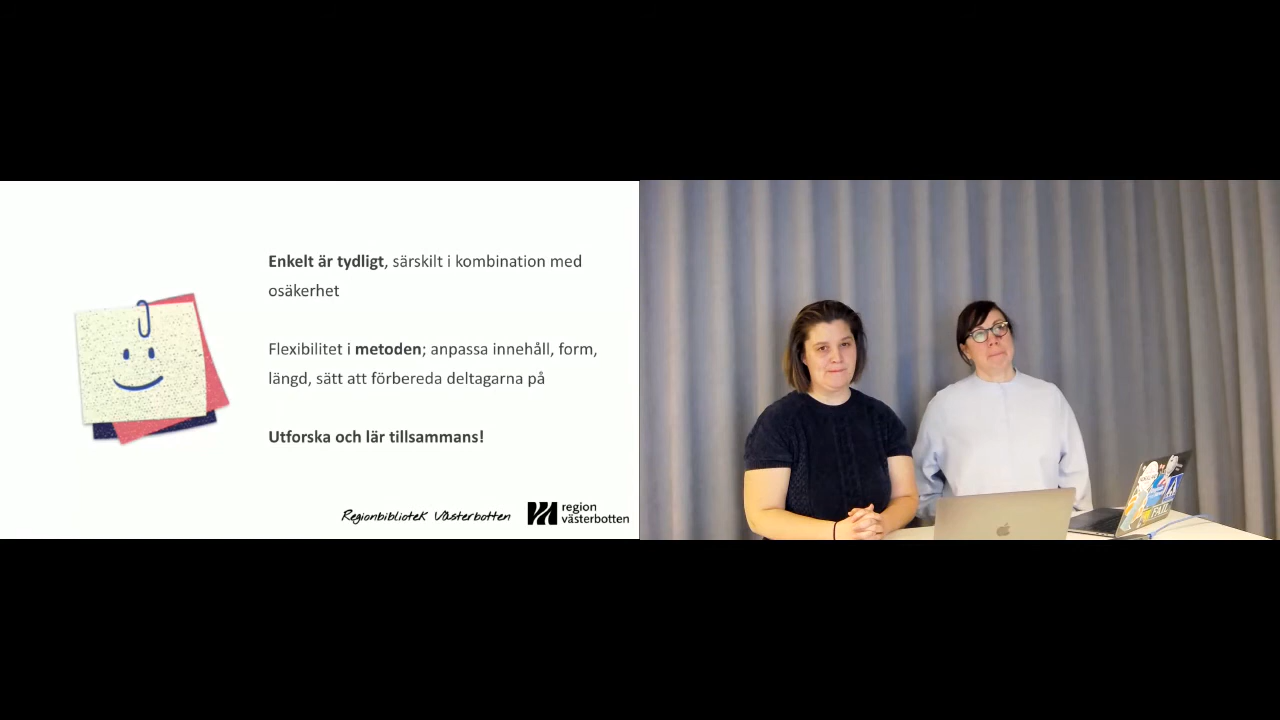 Enkelt är tydligt, särskilt i kombination med
osäkerhet
Flexibilitet i metoden; anpassa innehåll, form,
längd, sätt att förbereda deltagarna på
Utforska och lär tillsammans!
Regionbibliotek Västerbotten
region
västerbotten
FAIL